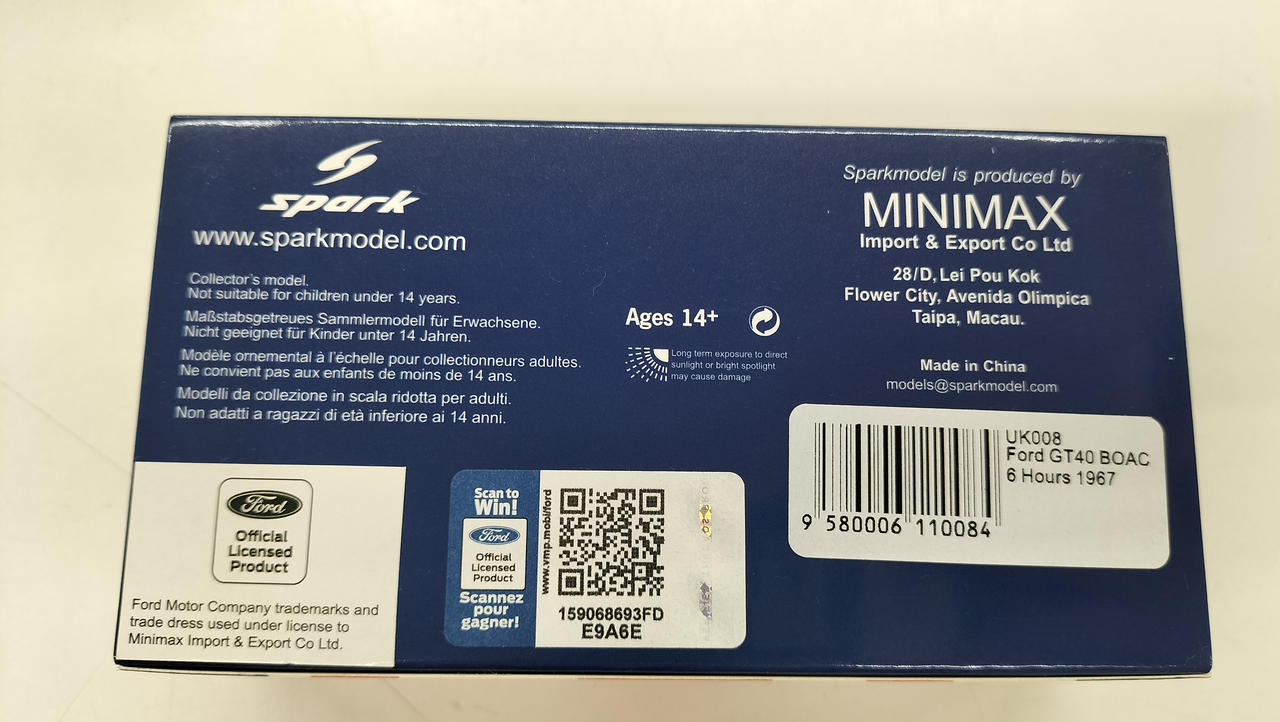 spark
www.sparkmodel.com
Collector's model.
Not suitable for children under 14 years.
Maßstabsgetreues Sammlermodell für Erwachsene.
Nicht geeignet für Kinder unter 14 Jahren.
Modèle ornemental à l'échelle pour collectionneurs adultes.
Ne convient pas aux enfants de moins de 14 ans.
Modelli da collezione in scala ridotta per adulti.
Non adatti a ragazzi di età inferiore ai 14 anni.
Ages 14+
Long term exposure to direct
sunlight or bright spotlight
may cause damage
Sparkmodel is produced by
MINIMAX
Import & Export Co Ltd
28/D, Lei Pou Kok
Flower City, Avenida Olimpica
Taipa, Macau.
Made in China
models@sparkmodel.com
UK008
Ford GT40 BOAC
6 Hours 1967
9 580006 110084
Ford
Official
Licensed
Product
Ford Motor Company trademarks and
trade dress used under license to
Minimax Import & Export Co Ltd.
Scan to
Win!
Ford
Official
Licensed
Product
Scannez
pour
gagner!
www.vmp.mobi/ford
159068693FD
E9A6E